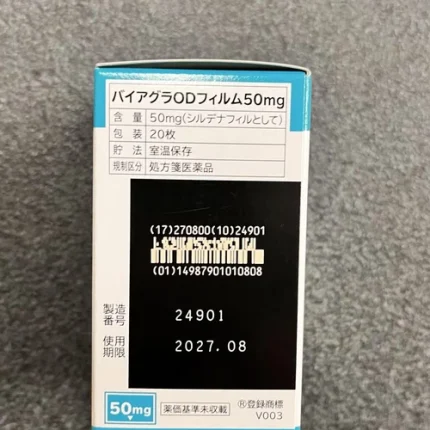 バイアグラODフィルム50mg
含量 50mg(シルデナフィルとして)
包装 20枚
貯法 室温保存
規制区分 処方箋医薬品
(17)270800(10)24901
(01)14987901010808
製造番号 24901
使用期限 2027.08
50mg
薬価基準未収載
®登録商標
V003